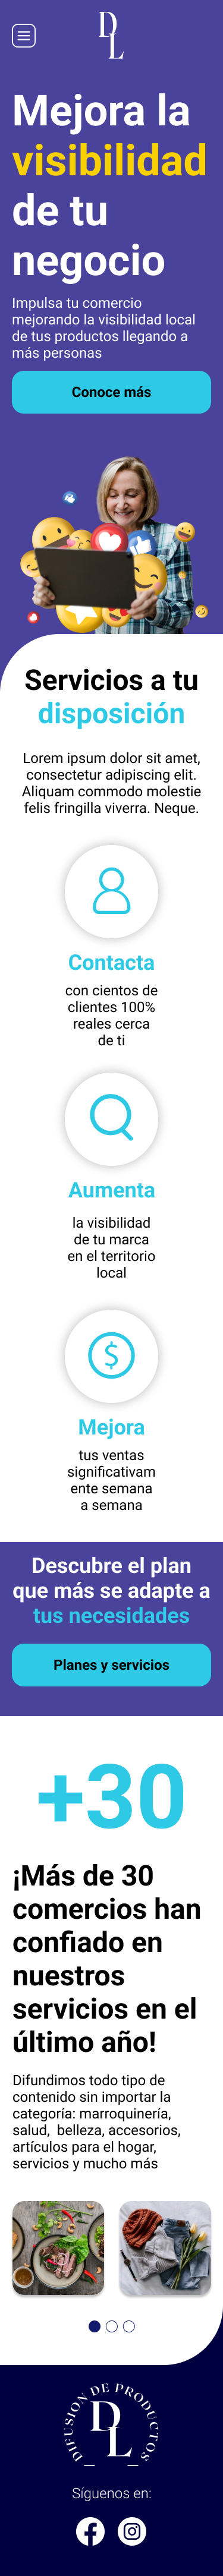 DL
Mejora la
visibilidad
de tu
negocio
Impulsa tu comercio
mejorando la visibilidad local
de tus productos llegando a
más personas
Conoce más
Servicios a tu
disposición
Lorem ipsum dolor sit amet,
consectetur adipiscing elit.
Aliquam commodo molestie
felis fringilla viverra. Neque.
Contacta
con cientos de
clientes 100%
reales cerca
de ti
Aumenta
la visibilidad
de tu marca
en el territorio
local
$
Mejora
tus ventas
significativam
ente semana
a semana
Descubre el plan
que más se adapte a
tus necesidades
Planes y servicios
+30
¡Más de 30
comercios han
confiado en
nuestros
servicios en el
último año!
Difundimos todo tipo de
contenido sin importar la
categoría: marroquinería,
salud, belleza, accesorios,
artículos para el hogar,
servicios y mucho más
DIFUSION DE PRODUCTOS
DL
Síguenos en: